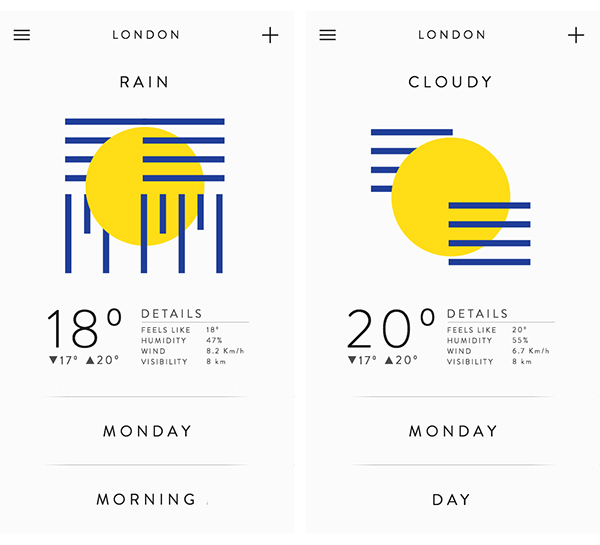 LONDON
RAIN
18°
▼17° ▲20°
DETAILS
FEELS LIKE 18°
HUMIDITY 47%
WIND 8.2 Km/h
VISIBILITY 8 km
MONDAY
MORNING
LONDON
CLOUDY
20°
▼17° ▲20°
DETAILS
FEELS LIKE 20°
HUMIDITY 55%
WIND 6.7 Km/h
VISIBILITY 8 km
MONDAY
DAY